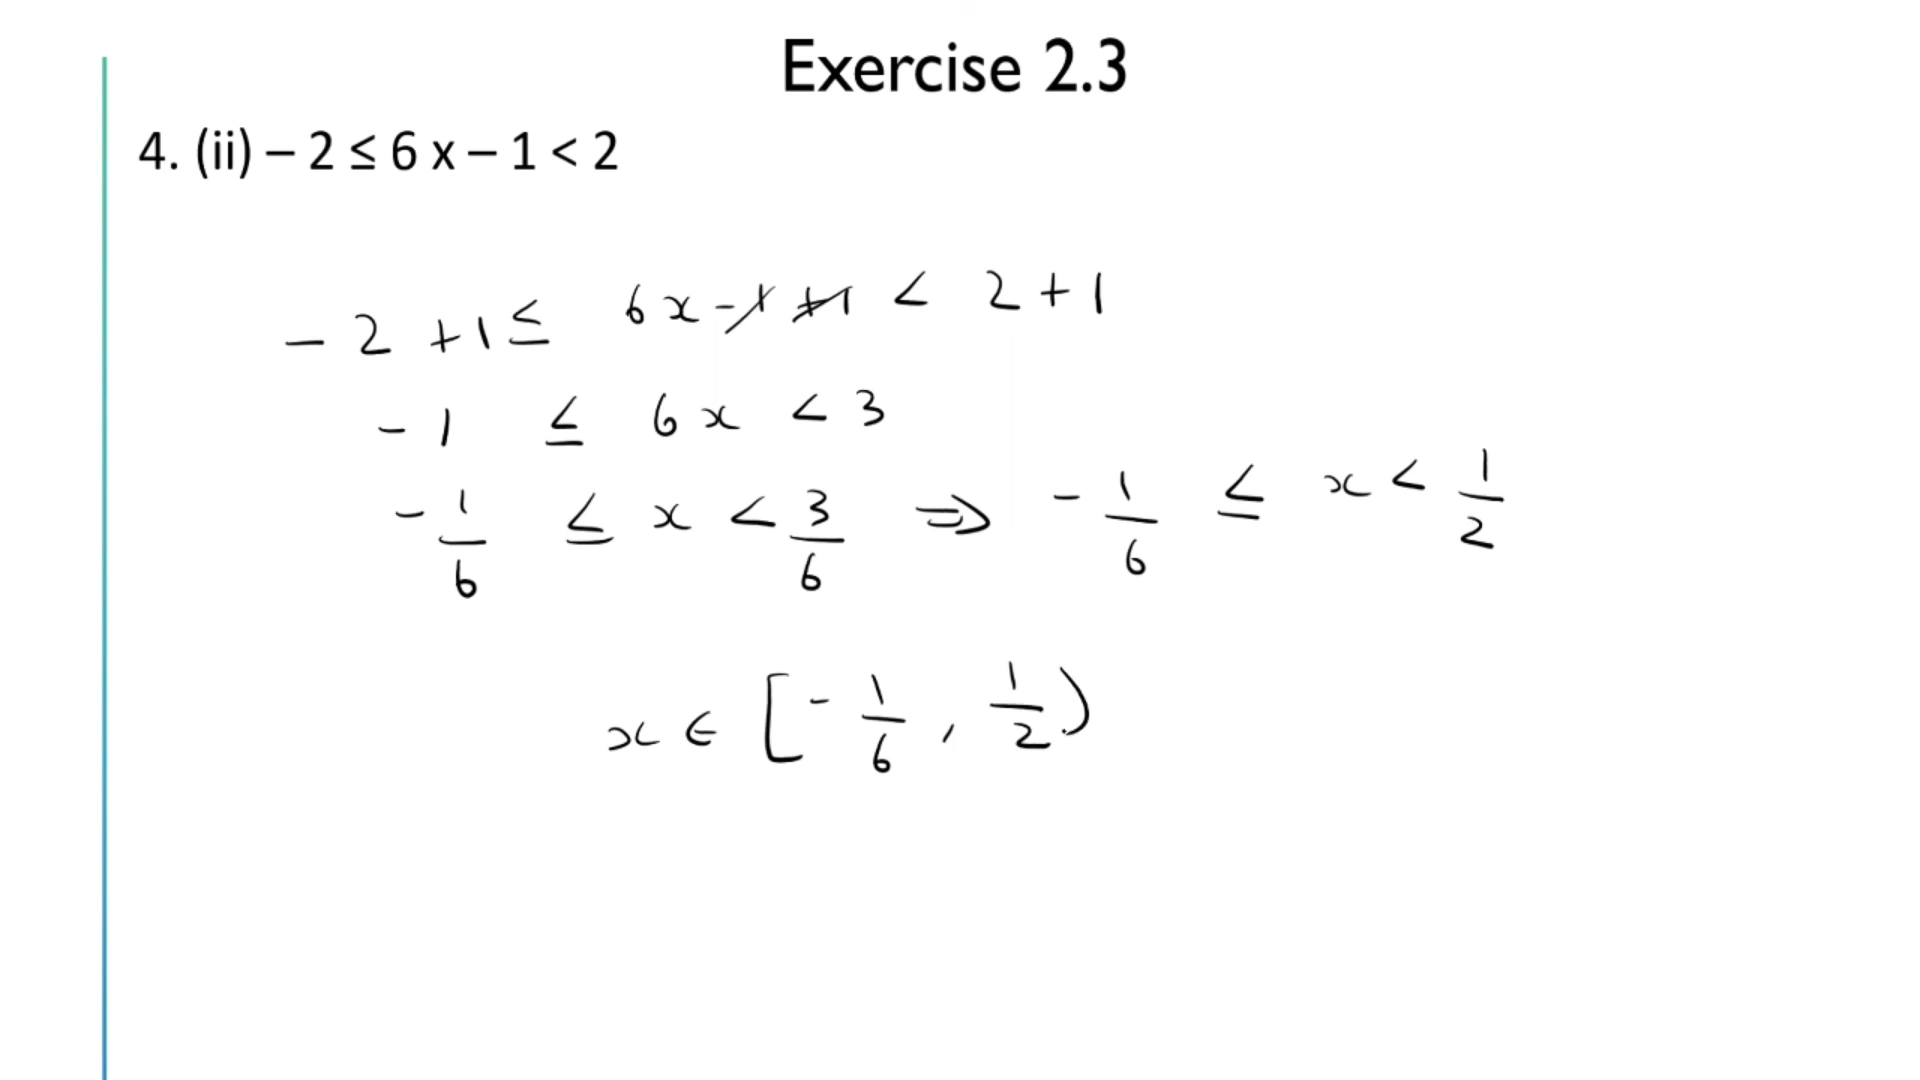 Exercise 2.3
4. (ii) – 2 ≤ 6 x – 1 < 2
- 2 +1 ≤ 6x - 1 +1 < 2 + 1
- 1 ≤ 6x < 3
- 1/6 ≤ x < 3/6 ⇒ - 1/6 ≤ x < 1/2
x ∈ [- 1/6 , 1/2)